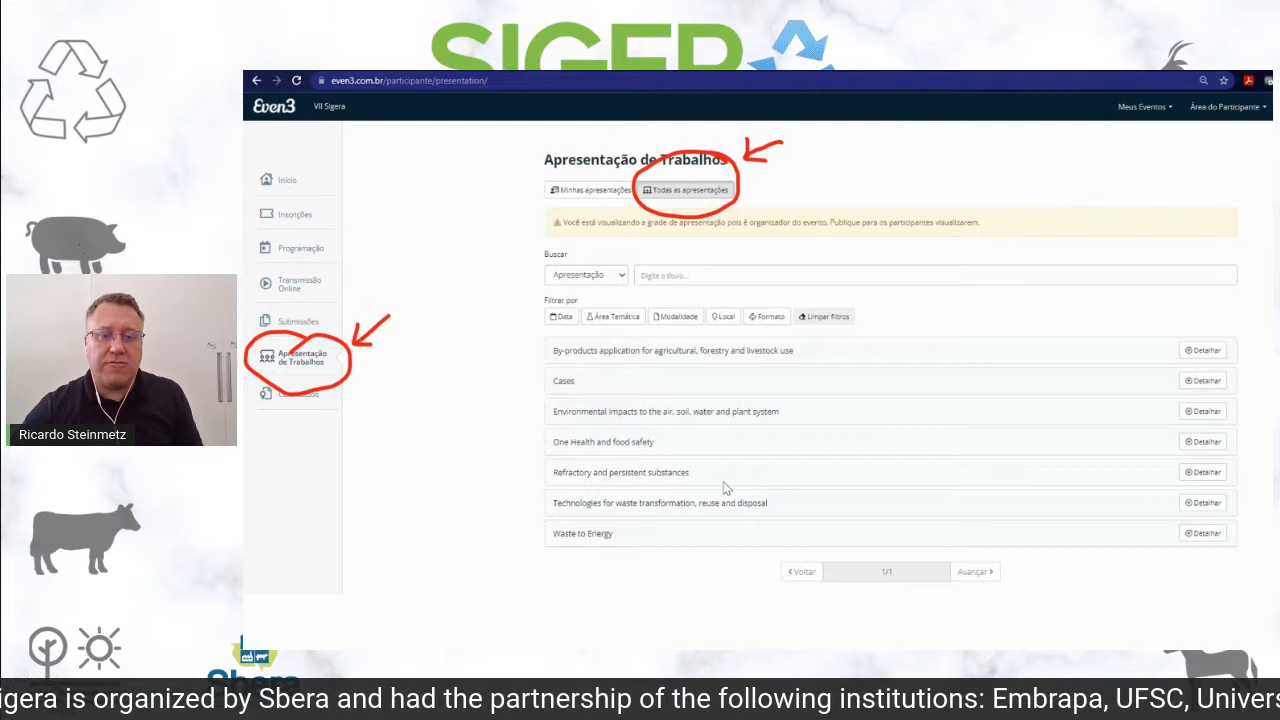 SIGER
even3.com.br/participante/presentation/
Even3
VII Sigera
Meus Eventos
Área do Participante
Início
Inscrições
Programação
Transmissão
Online
Submissões
Apresentação
de Trabalhos
Apresentação de Trabalhos
Minhas apresentações
Todas as apresentações
Você está visualizando a grade de apresentação pois é organizador do evento. Publique para os participantes visualizarem.
Buscar
Apresentação
Digite o título...
Filtrar por
Data
Área Temática
Modalidade
Local
Formato
Limpar filtros
By-products application for agricultural, forestry and livestock use
Detalhar
Cases
Detalhar
Environmental impacts to the air, soil, water and plant system
Detalhar
One Health and food safety
Detalhar
Refractory and persistent substances
Detalhar
Technologies for waste transformation, reuse and disposal
Detalhar
Waste to Energy
Detalhar
Voltar
1/1
Avançar
Ricardo Steinmetz
Sbera
igera is organized by Sbera and had the partnership of the following institutions: Embrapa, UFSC, Univers